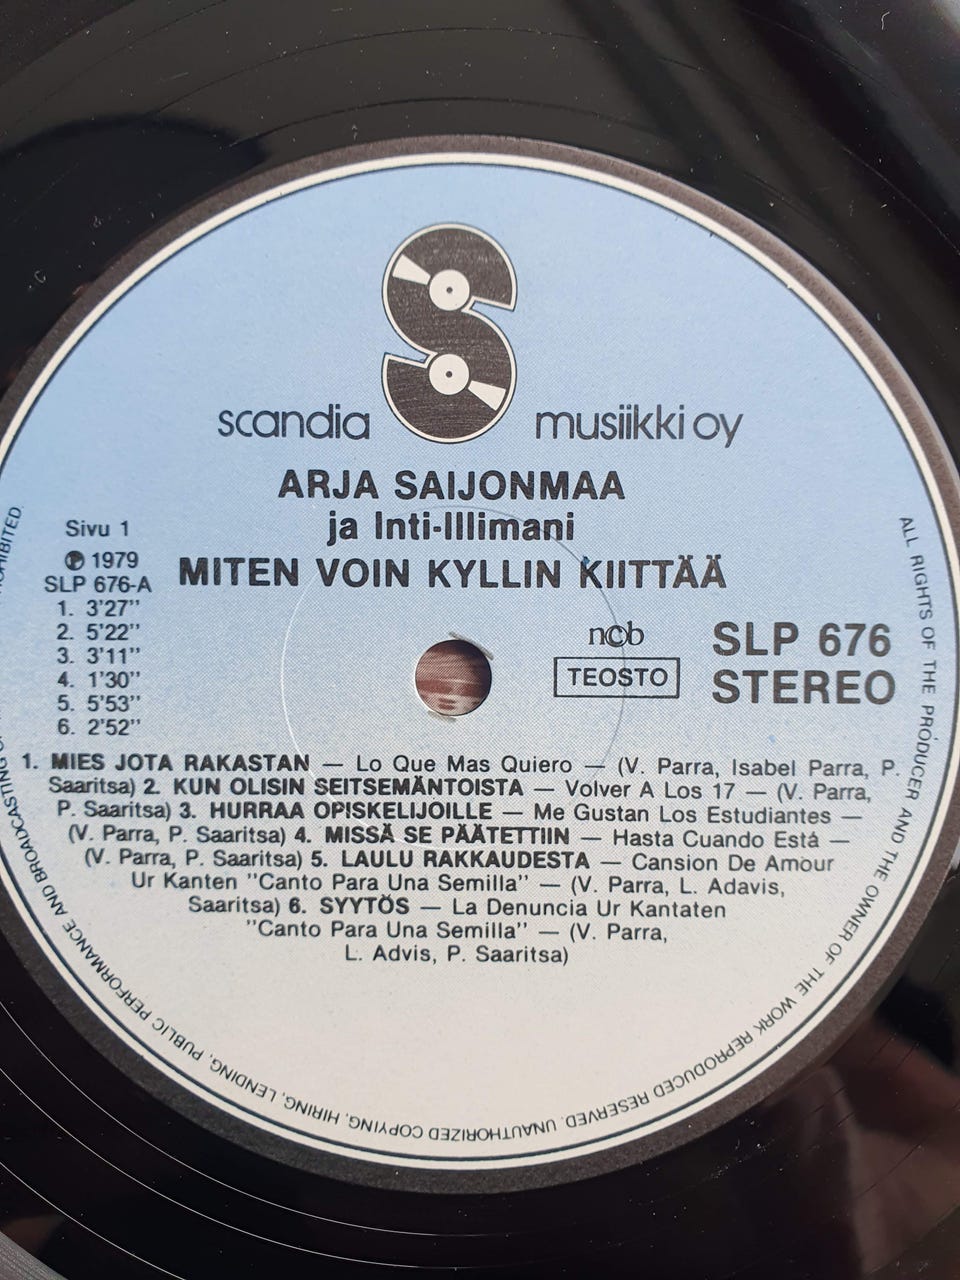 scandia musiikki oy
ARJA SAIJONMAA
ja Inti-Illimani
MITEN VOIN KYLLIN KIITTÄÄ
Sivu 1
Ⓟ 1979
SLP 676-A
1. 3'27"
2. 5'22"
3. 3'11"
4. 1'30"
5. 5'53"
6. 2'52"
ncb
TEOSTO
SLP 676
STEREO
1. MIES JOTA RAKASTAN — Lo Que Mas Quiero — (V. Parra, Isabel Parra, P.
Saaritsa) 2. KUN OLISIN SEITSEMÄNTOISTA — Volver A Los 17 — (V. Parra,
P. Saaritsa) 3. HURRAA OPISKELIJOILLE — Me Gustan Los Estudiantes —
(V. Parra, P. Saaritsa) 4. MISSÄ SE PÄÄTETTIIN — Hasta Cuando Está —
(V. Parra, P. Saaritsa) 5. LAULU RAKKAUDESTA — Cansion De Amour
Ur Kanten "Canto Para Una Semilla" — (V. Parra, L. Adavis,
Saaritsa) 6. SYYTÖS — La Denuncia Ur Kantaten
"Canto Para Una Semilla" — (V. Parra,
L. Advis, P. Saaritsa)
ALL RIGHTS OF THE PRODUCER AND THE OWNER OF THE WORK REPRODUCED RESERVED. UNAUTHORIZED COPYING, HIRING, LENDING, PUBLIC PERFORMANCE AND BROADCASTING